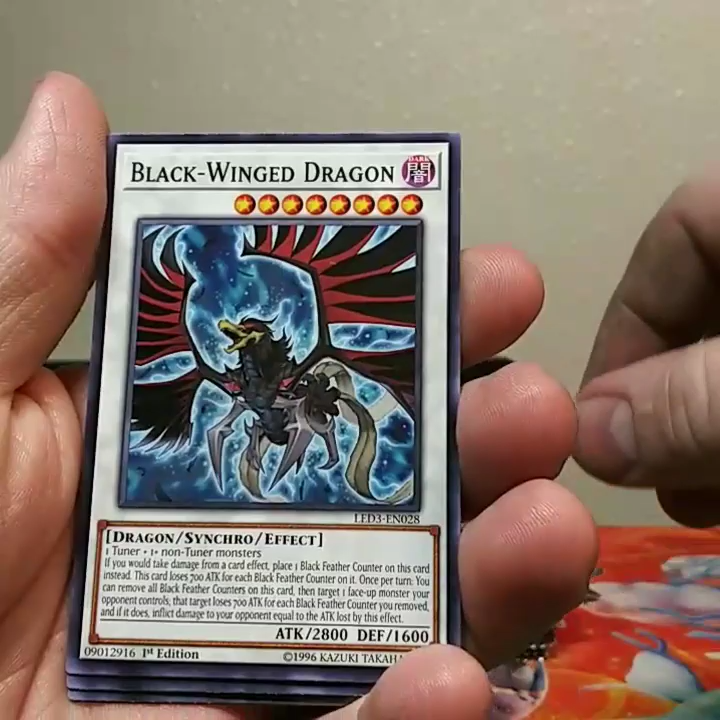 BLACK-WINGED DRAGON
DARK
闇
LED3-EN028
[DRAGON/SYNCHRO/EFFECT]
1 Tuner + 1+ non-Tuner monsters
If you would take damage from a card effect, place 1 Black Feather Counter on this card
instead. This card loses 700 ATK for each Black Feather Counter on it. Once per turn: You
can remove all Black Feather Counters on this card, then target 1 face-up monster your
opponent controls; that target loses 700 ATK for each Black Feather Counter you removed,
and if it does, inflict damage to your opponent equal to the ATK lost by this effect.
ATK/2800 DEF/1600
09012916 1st Edition ©1996 KAZUKI TAKAHA